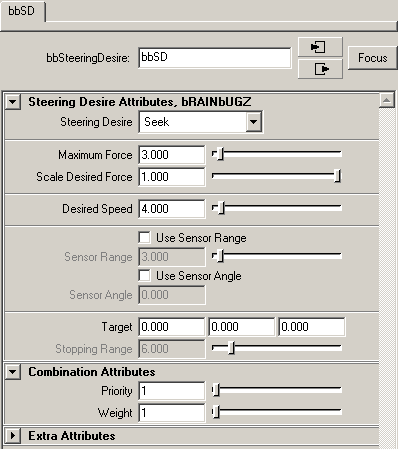 bbSD
bbSteeringDesire: bbSD
Focus
Steering Desire Attributes, bRAINbUGZ
Steering Desire Seek
Maximum Force 3.000
Scale Desired Force 1.000
Desired Speed 4.000
Use Sensor Range
Sensor Range 3.000
Use Sensor Angle
Sensor Angle 0.000
Target 0.000 0.000 0.000
Stopping Range 6.000
Combination Attributes
Priority 1
Weight 1
Extra Attributes